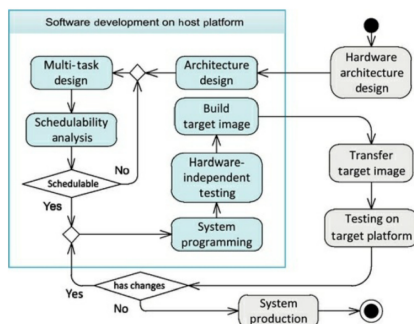 Software development on host platform
Multi-task
design
Architecture
design
Hardware
architecture
design
Schedulability
analysis
Build
target image
No
Schedulable
Hardware-
independent
testing
Transfer
target image
Yes
System
programming
Testing on
target platform
Yes
has changes
No
System
production